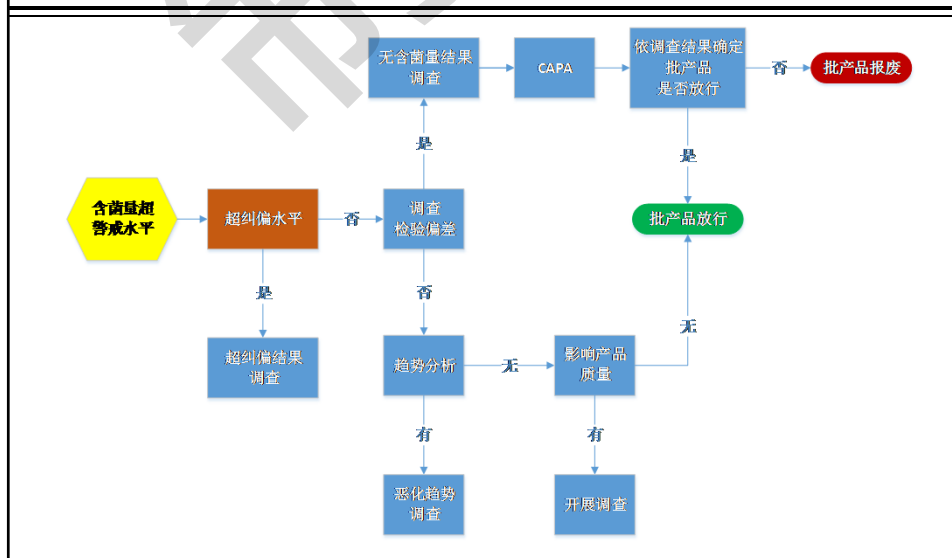 无含菌量结果
调查
CAPA
依调查结果确定
批产品
是否放行
否
批产品报废
是
是
含菌量超
警戒水平
超纠偏水平
否
调查
检验偏差
批产品放行
是
否
无
超纠偏结果
调查
趋势分析
无
影响产品
质量
有
有
恶化趋势
调查
开展调查